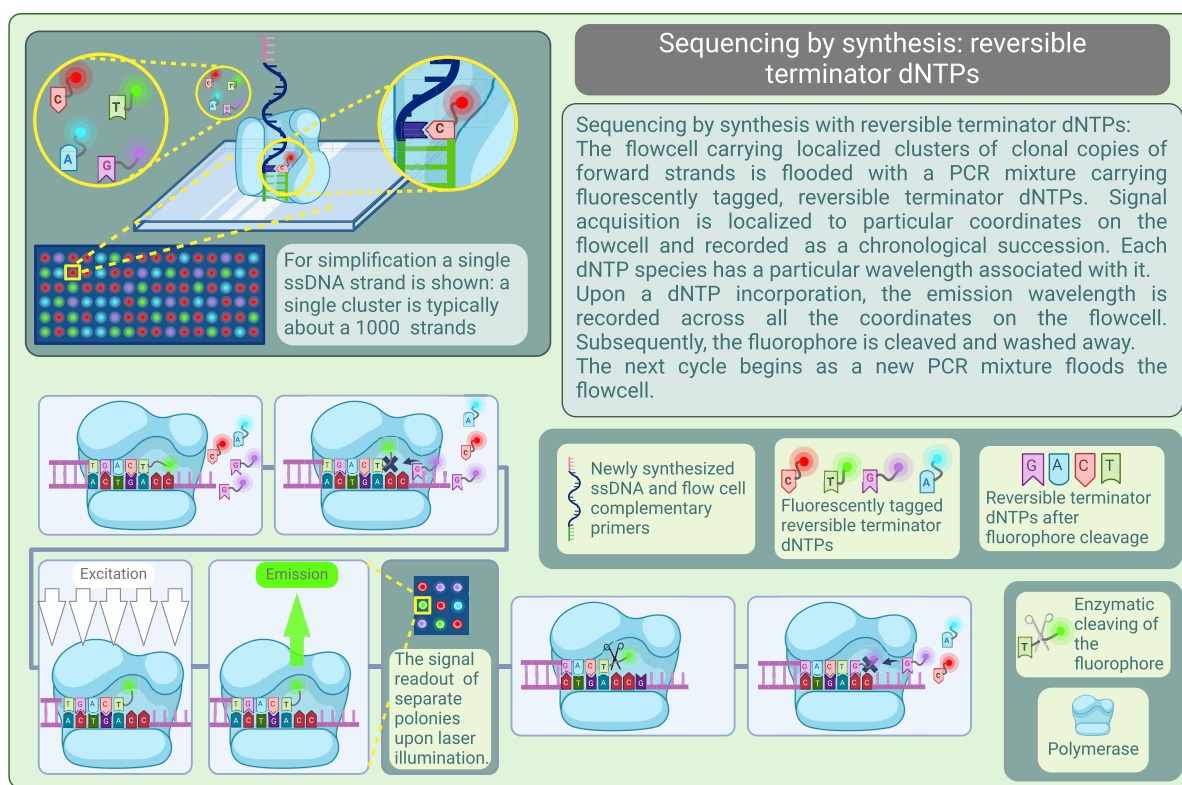 Sequencing by synthesis: reversible
terminator dNTPs
C
T
A
G
C
T
A
G
C
C
For simplification a single
ssDNA strand is shown: a
single cluster is typically
about a 1000 strands
Sequencing by synthesis with reversible terminator dNTPs:
The flowcell carrying localized clusters of clonal copies of
forward strands is flooded with a PCR mixture carrying
fluorescently tagged, reversible terminator dNTPs. Signal
acquisition is localized to particular coordinates on the
flowcell and recorded as a chronological succession. Each
dNTP species has a particular wavelength associated with it.
Upon a dNTP incorporation, the emission wavelength is
recorded across all the coordinates on the flowcell.
Subsequently, the fluorophore is cleaved and washed away.
The next cycle begins as a new PCR mixture floods the
flowcell.
A
C
G
G
T G A C T
A C T G A C C
A
C
G
G
T G A C T
A C T G A C C
Newly synthesized
ssDNA and flow cell
complementary
primers
C T G A
Fluorescently tagged
reversible terminator
dNTPs
G A C T
Reversible terminator
dNTPs after
fluorophore cleavage
Excitation
T G A C T
A C T G A C C
Emission
T G A C T
A C T G A C C
The signal
readout of
separate
polonies
upon laser
illumination.
G A C T
C T G A C C G
A
G
C
G A C T G
C T G A C C
T
Enzymatic
cleaving of
the
fluorophore
Polymerase